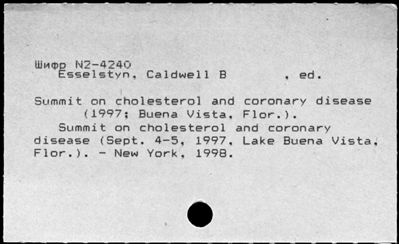 Шифр N2-4240
Esselstyn, Caldwell B , ed.
Summit on cholesterol and coronary disease
(1997; Buena Vista, Flor.).
Summit on cholesterol and coronary
disease (Sept. 4-5, 1997, Lake Buena Vista,
Flor.). - New York, 1998.